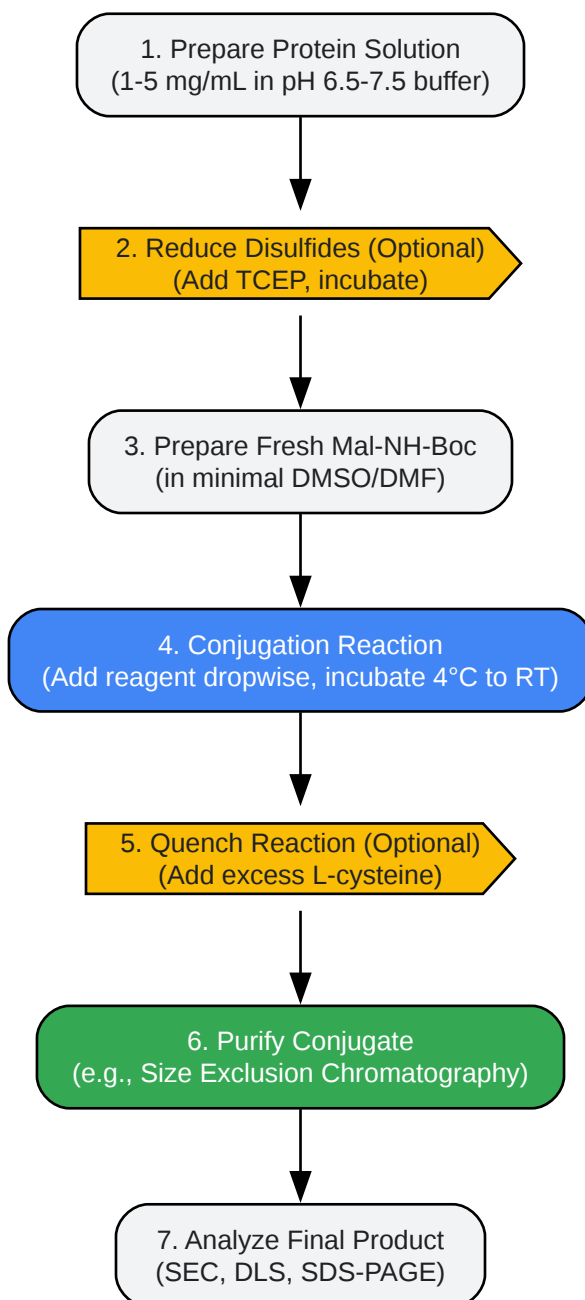 1. Prepare Protein Solution
(1-5 mg/mL in pH 6.5-7.5 buffer)
2. Reduce Disulfides (Optional)
(Add TCEP, incubate)
3. Prepare Fresh Mal-NH-Boc
(in minimal DMSO/DMF)
4. Conjugation Reaction
(Add reagent dropwise, incubate 4°C to RT)
5. Quench Reaction (Optional)
(Add excess L-cysteine)
6. Purify Conjugate
(e.g., Size Exclusion Chromatography)
7. Analyze Final Product
(SEC, DLS, SDS-PAGE)